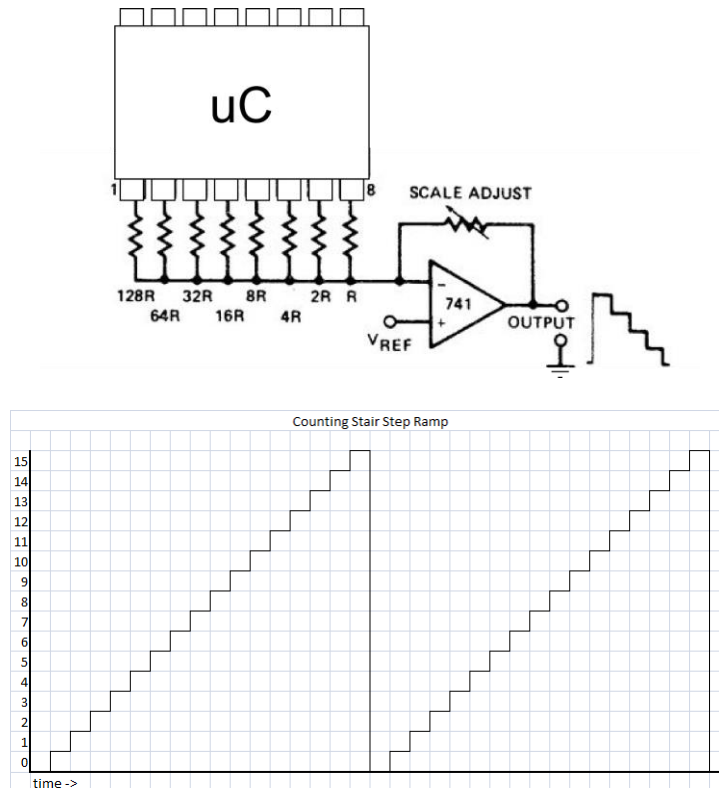 uC
1 8
SCALE ADJUST
128R 32R 8R 2R R
64R 16R 4R
741
-
+
OUTPUT
VREF
Counting Stair Step Ramp
15
14
13
12
11
10
9
8
7
6
5
4
3
2
1
0
time ->